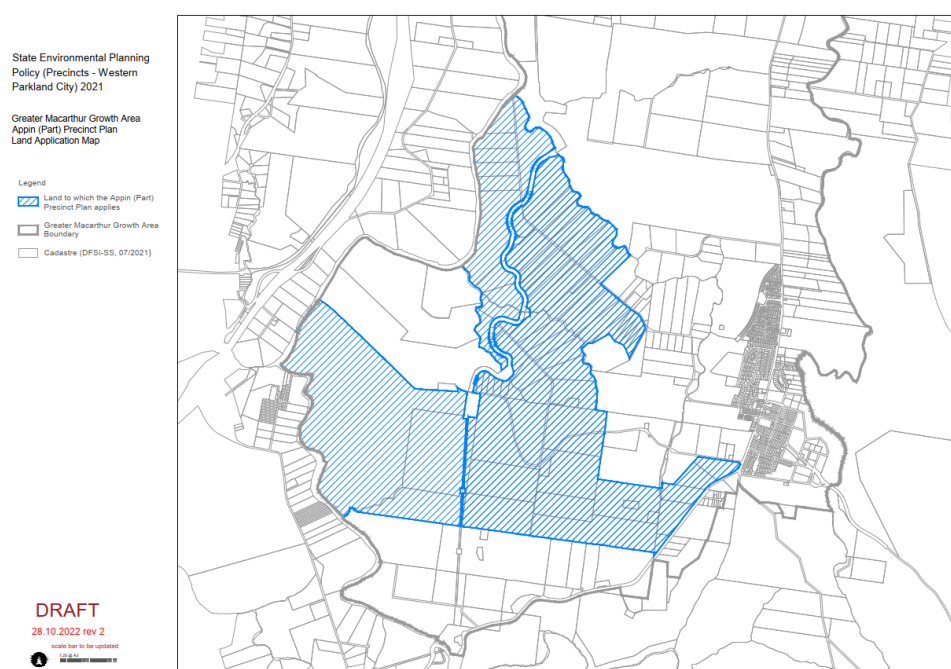 State Environmental Planning
Policy (Precincts - Western
Parkland City) 2021
Greater Macarthur Growth Area
Appin (Part) Precinct Plan
Land Application Map
Legend
Land to which the Appin (Part)
Precinct Plan applies
Greater Macarthur Growth Area
Boundary
Cadastre (DFSI-SS, 07/2021)
DRAFT
28.10.2022 rev 2
scale bar to be updated